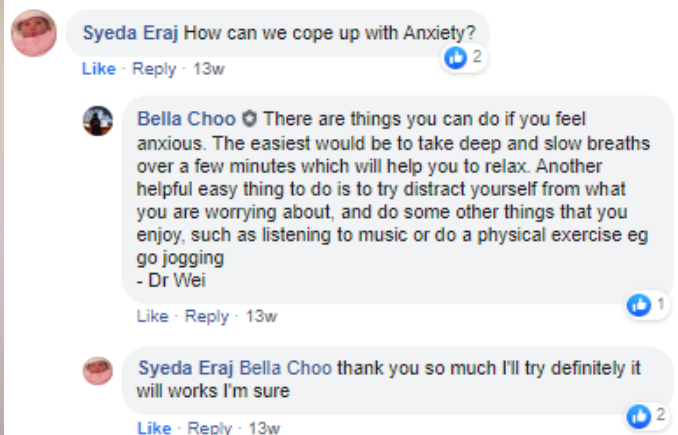 Syeda Eraj How can we cope up with Anxiety?
2
Like · Reply · 13w
Bella Choo There are things you can do if you feel
anxious. The easiest would be to take deep and slow breaths
over a few minutes which will help you to relax. Another
helpful easy thing to do is to try distract yourself from what
you are worrying about, and do some other things that you
enjoy, such as listening to music or do a physical exercise eg
go jogging
- Dr Wei
1
Like · Reply · 13w
Syeda Eraj Bella Choo thank you so much I'll try definitely it
will works I'm sure
2
Like · Reply · 13w